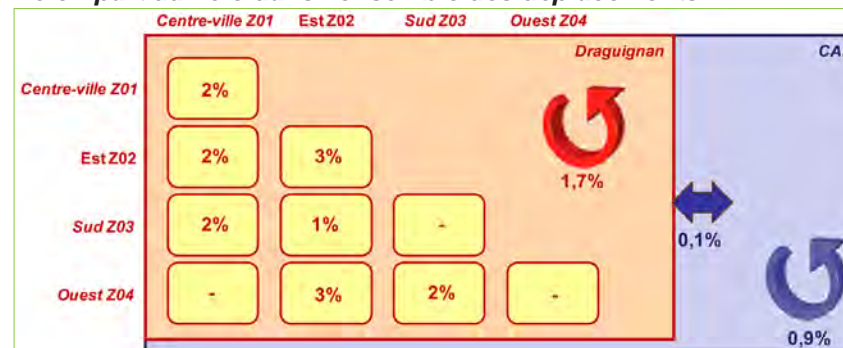 Centre-ville Z01 Est Z02 Sud Z03 Ouest Z04
Draguignan
CA
Centre-ville Z01 2%
Est Z02 2% 3%
1,7%
Sud Z03 2% 1% -
0,1%
Ouest Z04 - 3% 2% -
0,9%